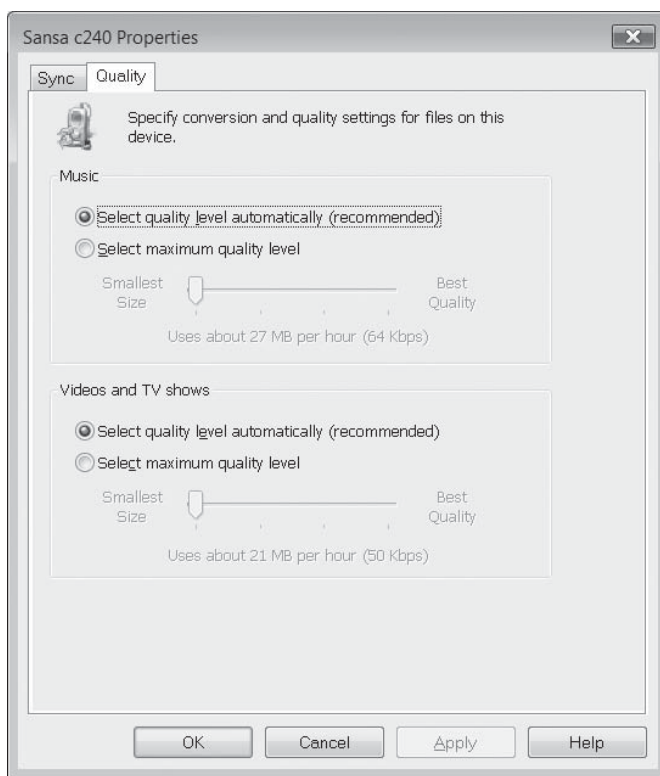 Sansa c240 Properties
Sync Quality
Specify conversion and quality settings for files on this
device.
Music
Select quality level automatically (recommended)
Select maximum quality level
Smallest Best
Size Quality
Uses about 27 MB per hour (64 Kbps)
Videos and TV shows
Select quality level automatically (recommended)
Select maximum quality level
Smallest Best
Size Quality
Uses about 21 MB per hour (50 Kbps)
OK Cancel Apply Help